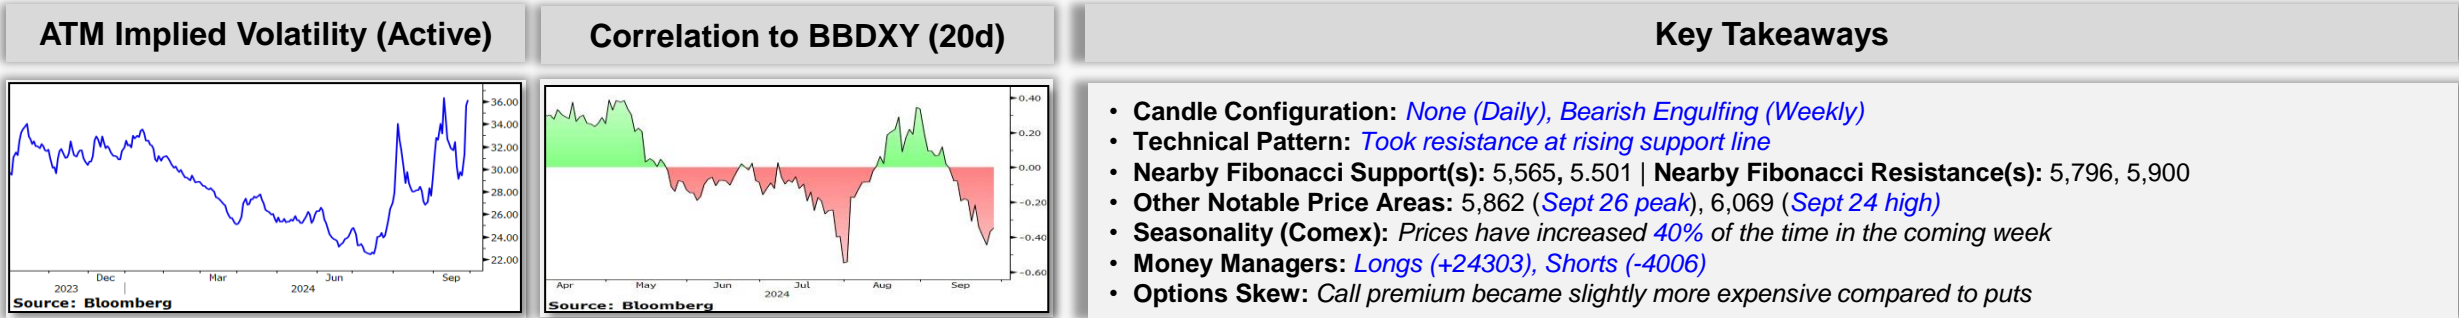 ATM Implied Volatility (Active)
36.00
34.00
32.00
30.00
28.00
26.00
24.00
22.00
Dec Mar Jun Sep
2023 2024
Source: Bloomberg
Correlation to BBDXY (20d)
0.40
0.20
0.00
-0.20
-0.40
-0.60
Apr May Jun Jul Aug Sep
2024
Source: Bloomberg
Key Takeaways
• Candle Configuration: None (Daily), Bearish Engulfing (Weekly)
• Technical Pattern: Took resistance at rising support line
• Nearby Fibonacci Support(s): 5,565, 5.501 | Nearby Fibonacci Resistance(s): 5,796, 5,900
• Other Notable Price Areas: 5,862 (Sept 26 peak), 6,069 (Sept 24 high)
• Seasonality (Comex): Prices have increased 40% of the time in the coming week
• Money Managers: Longs (+24303), Shorts (-4006)
• Options Skew: Call premium became slightly more expensive compared to puts